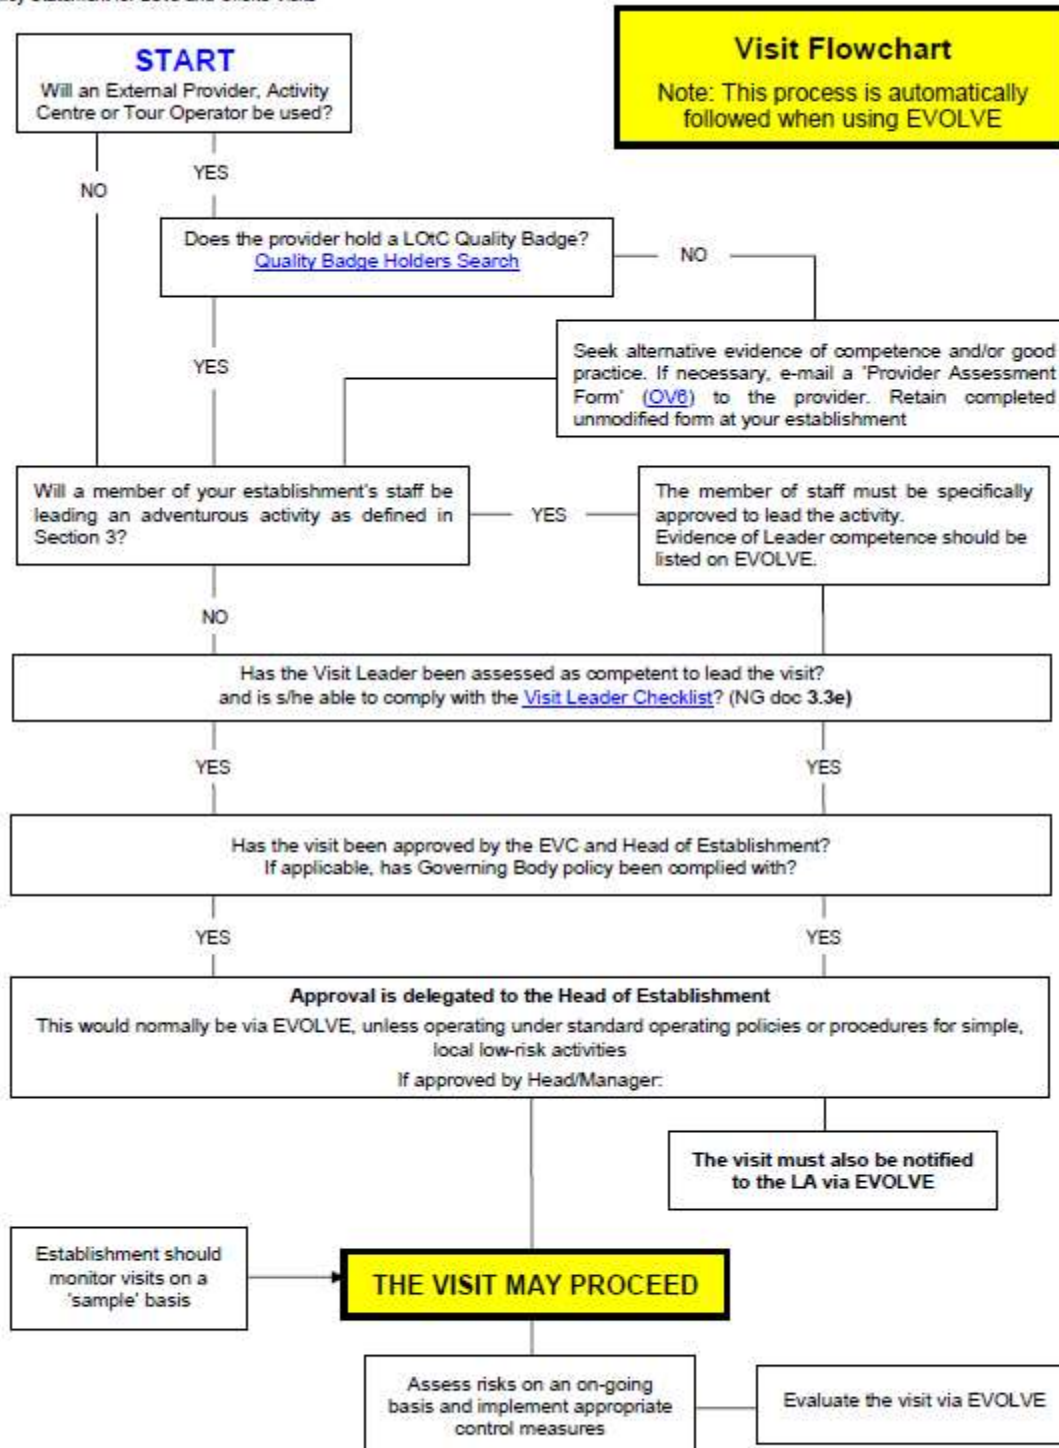 Policy Statement for LOtC and Offsite Visits
START
Will an External Provider, Activity
Centre or Tour Operator be used?
Visit Flowchart
Note: This process is automatically
followed when using EVOLVE
NO
YES
Does the provider hold a LOtC Quality Badge?
Quality Badge Holders Search
NO
YES
Seek alternative evidence of competence and/or good
practice. If necessary, e-mail a 'Provider Assessment
Form' (OV6) to the provider. Retain completed
unmodified form at your establishment
Will a member of your establishment's staff be
leading an adventurous activity as defined in
Section 3?
YES
The member of staff must be specifically
approved to lead the activity.
Evidence of Leader competence should be
listed on EVOLVE.
NO
Has the Visit Leader been assessed as competent to lead the visit?
and is s/he able to comply with the Visit Leader Checklist? (NG doc 3.3e)
YES
YES
Has the visit been approved by the EVC and Head of Establishment?
If applicable, has Governing Body policy been complied with?
YES
YES
Approval is delegated to the Head of Establishment
This would normally be via EVOLVE, unless operating under standard operating policies or procedures for simple,
local low-risk activities
If approved by Head/Manager:
The visit must also be notified
to the LA via EVOLVE
Establishment should
monitor visits on a
'sample' basis
THE VISIT MAY PROCEED
Assess risks on an on-going
basis and implement appropriate
control measures
Evaluate the visit via EVOLVE